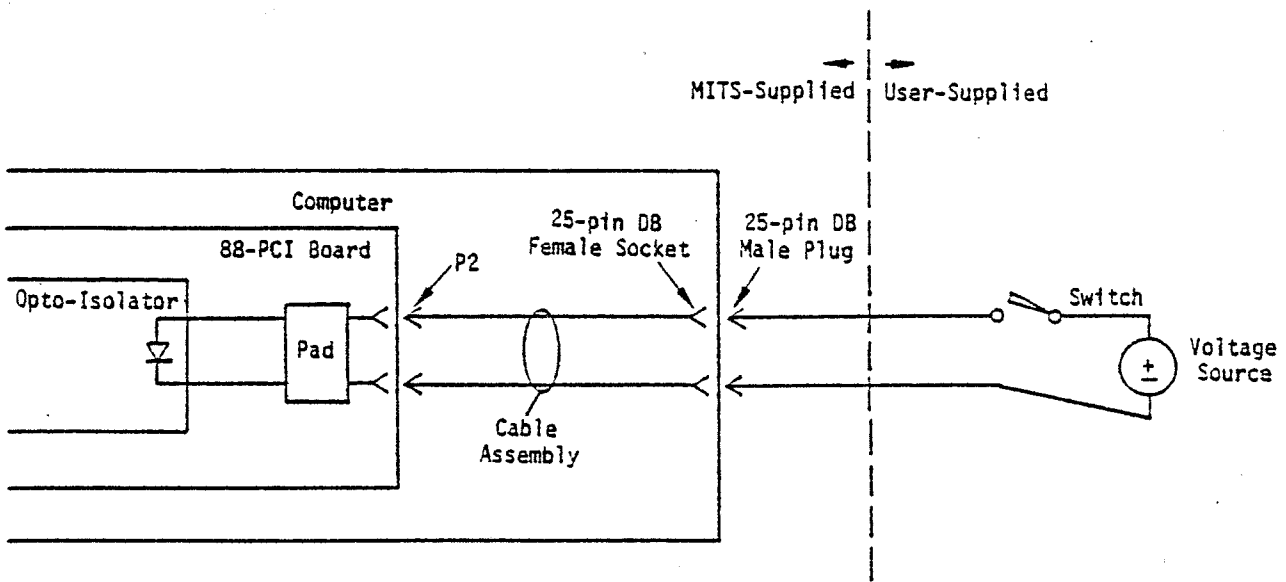 MITS-Supplied
User-Supplied
Computer
25-pin DB
Female Socket
25-pin DB
Male Plug
88-PCI Board
P2
Opto-Isolator
Switch
Pad
Voltage
Source
+
Cable
Assembly